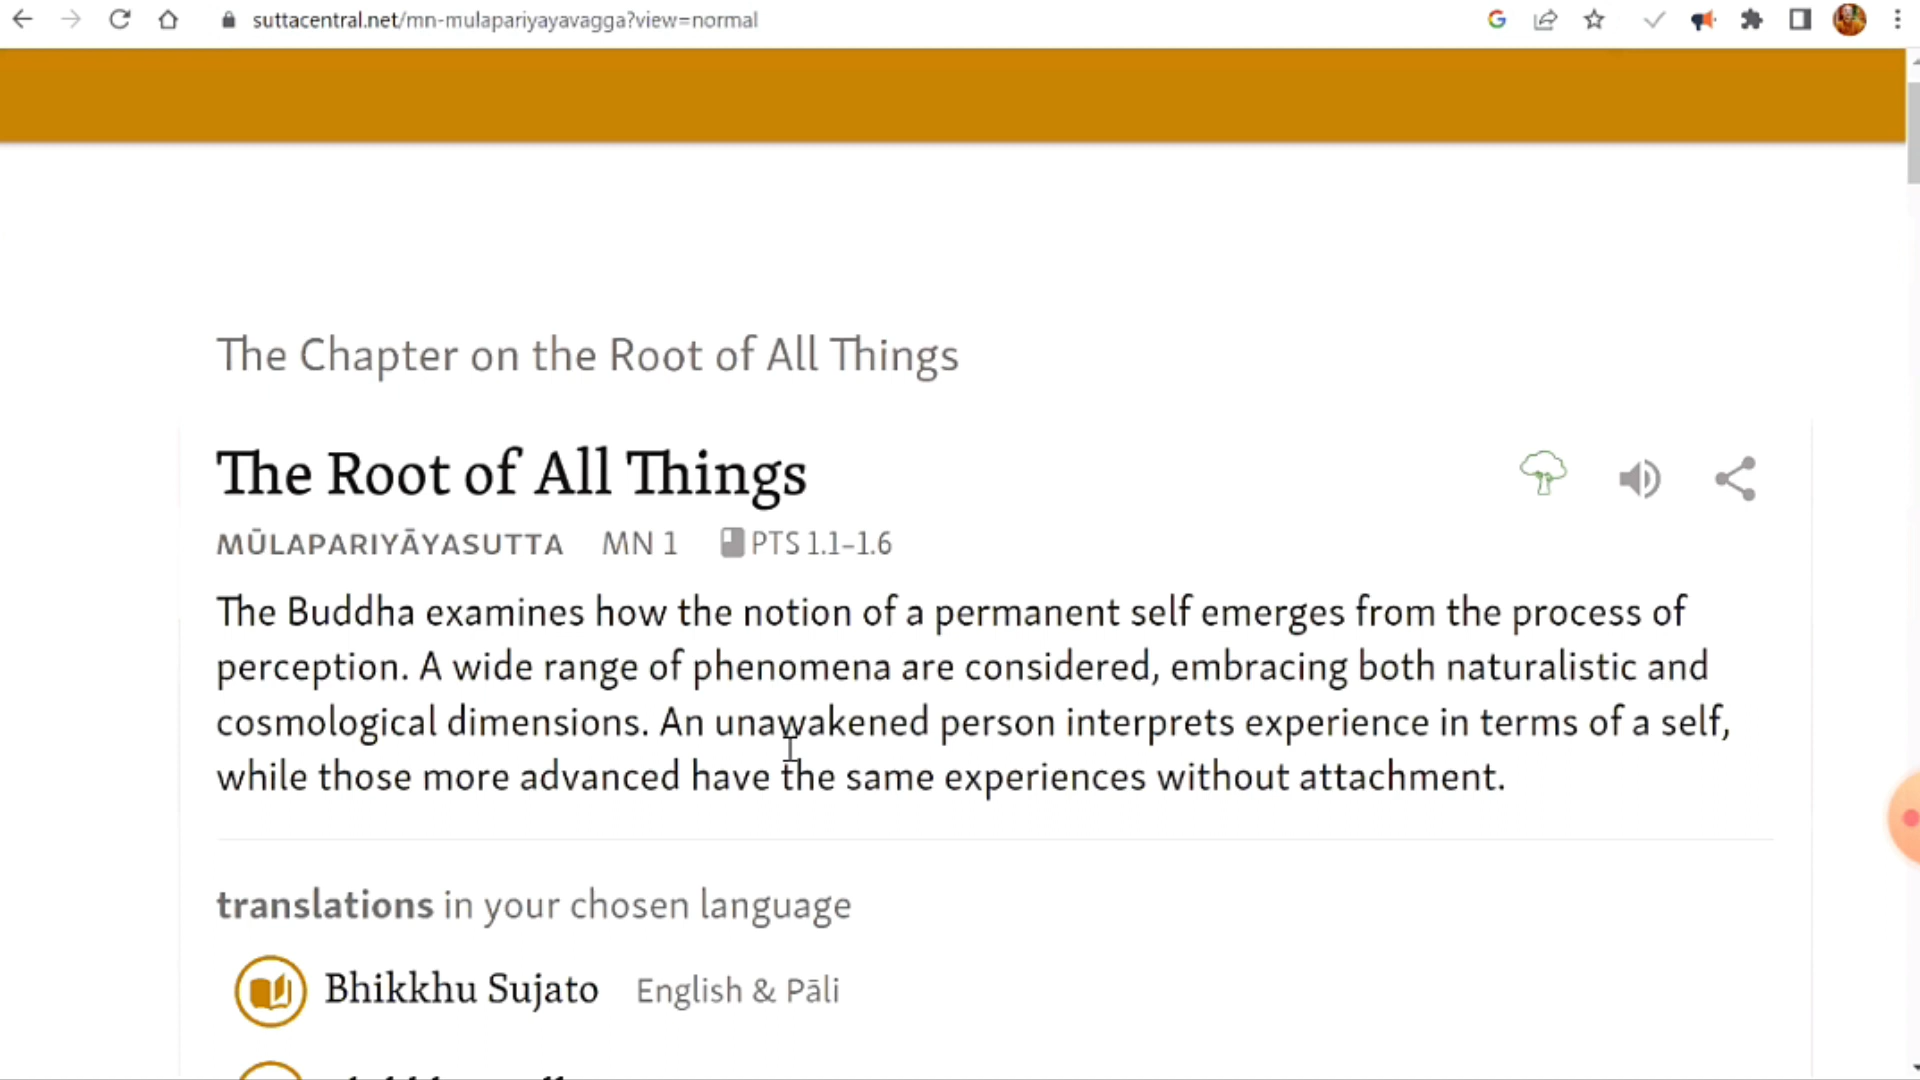 suttacentral.net/mn-mulapariyayavagga?view=normal
The Chapter on the Root of All Things
The Root of All Things
MŪLAPARIYĀYASUTTA MN 1 PTS 1.1–1.6
The Buddha examines how the notion of a permanent self emerges from the process of
perception. A wide range of phenomena are considered, embracing both naturalistic and
cosmological dimensions. An unawakened person interprets experience in terms of a self,
while those more advanced have the same experiences without attachment.
translations in your chosen language
Bhikkhu Sujato English & Pāli